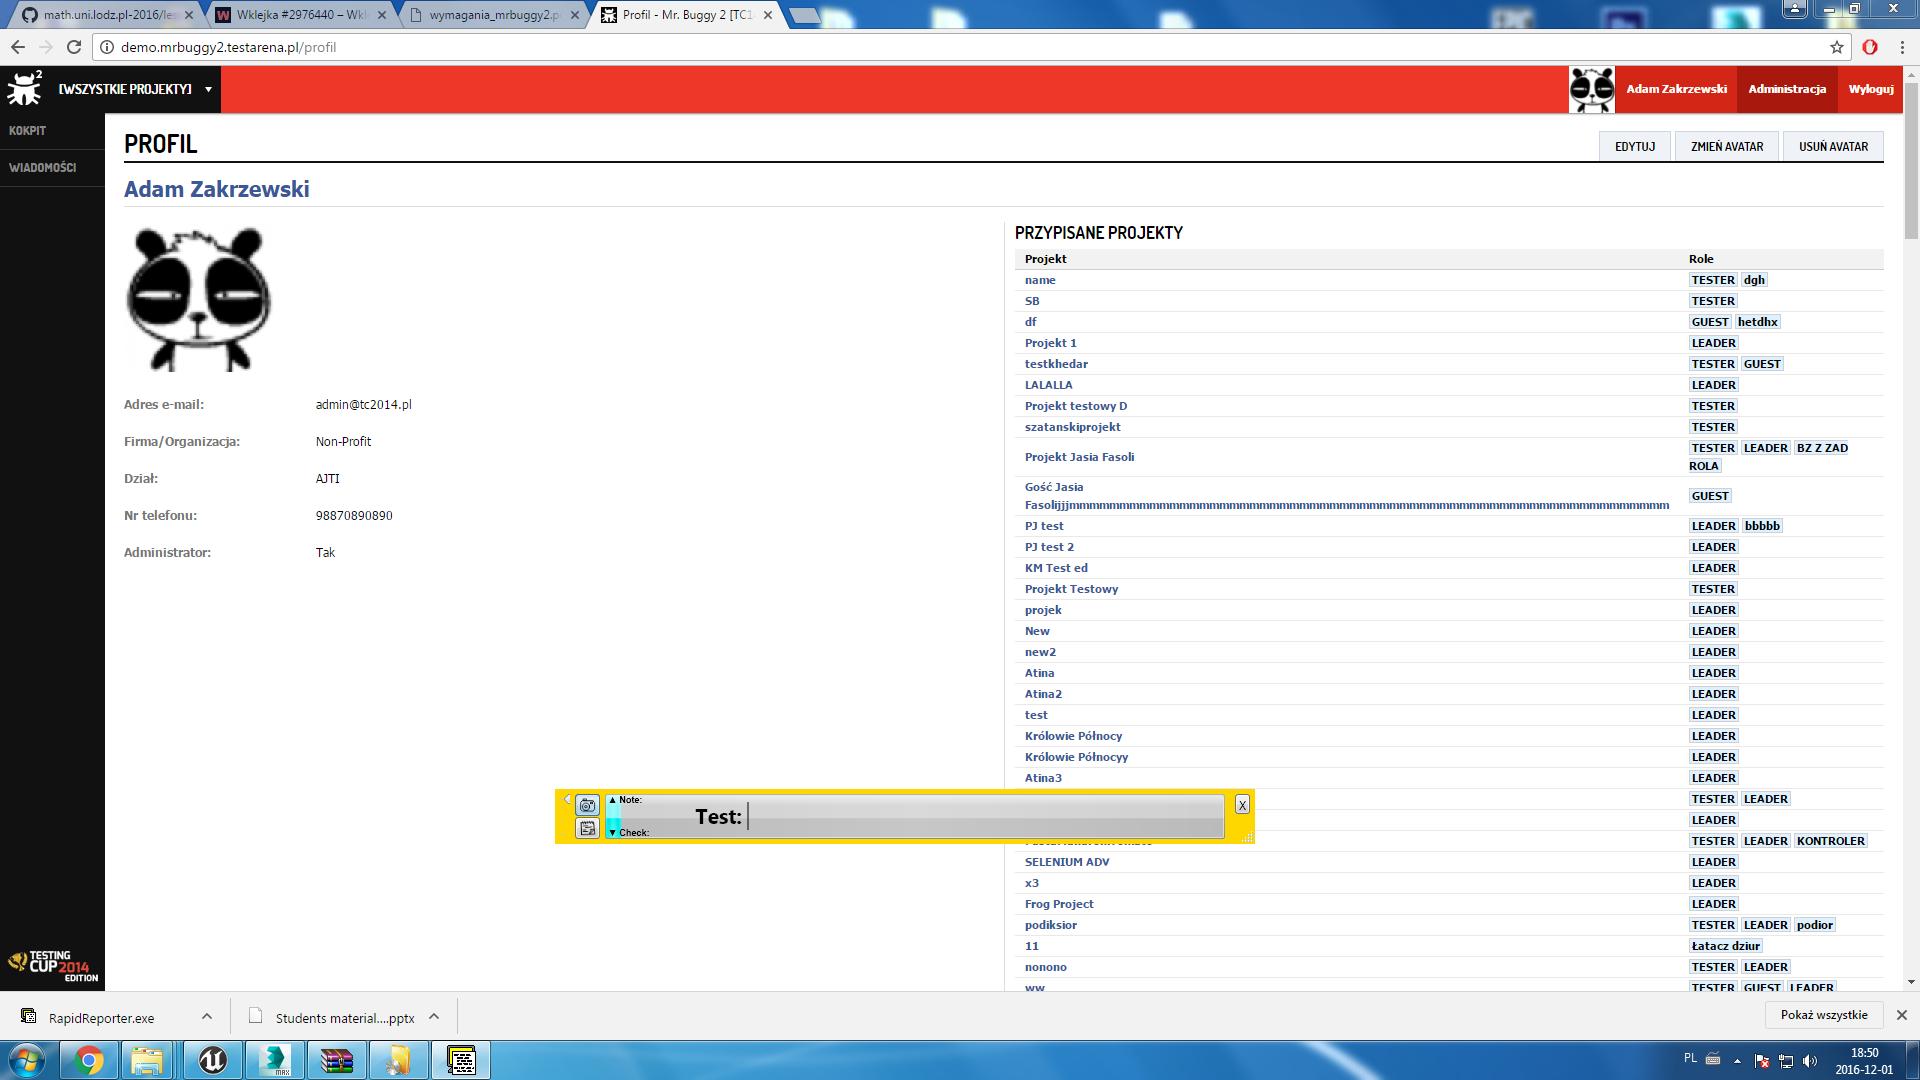 math.uni.lodz.pl-2016/les
Wklejka #2976440 – Wkl
wymagania_mrbuggy2.p
Profil - Mr. Buggy 2 [TC1
demo.mrbuggy2.testarena.pl/profil
2
[WSZYSTKIE PROJEKTY]
Adam Zakrzewski
Administracja
Wyloguj
KOKPIT
WIADOMOŚCI
PROFIL
EDYTUJ
ZMIEŃ AVATAR
USUŃ AVATAR
Adam Zakrzewski
Adres e-mail: admin@tc2014.pl
Firma/Organizacja: Non-Profit
Dział: AJTI
Nr telefonu: 98870890890
Administrator: Tak
PRZYPISANE PROJEKTY
Projekt Role
name TESTER dgh
SB TESTER
df GUEST hetdhx
Projekt 1 LEADER
testkhedar TESTER GUEST
LALALLA LEADER
Projekt testowy D TESTER
szatanskiprojekt TESTER
Projekt Jasia Fasoli TESTER LEADER BZ Z ZAD
ROLA
Gość Jasia
GUEST
PJ test LEADER bbbbb
PJ test 2 LEADER
KM Test ed LEADER
Projekt Testowy TESTER
projek LEADER
New LEADER
new2 LEADER
Atina LEADER
Atina2 LEADER
test LEADER
Królowie Północy LEADER
Królowie Północyy LEADER
Atina3 LEADER
TESTER LEADER
LEADER
TESTER LEADER KONTROLER
SELENIUM ADV LEADER
x3 LEADER
Frog Project LEADER
podiksior TESTER LEADER podior
11 Łatacz dziur
nonono TESTER LEADER
ww TESTER GUEST LEADER
Note:
Test:
Check:
X
TESTING
CUP 2014
EDITION
RapidReporter.exe
Students material....pptx
Pokaż wszystkie
MAX
PL
18:50
2016-12-01